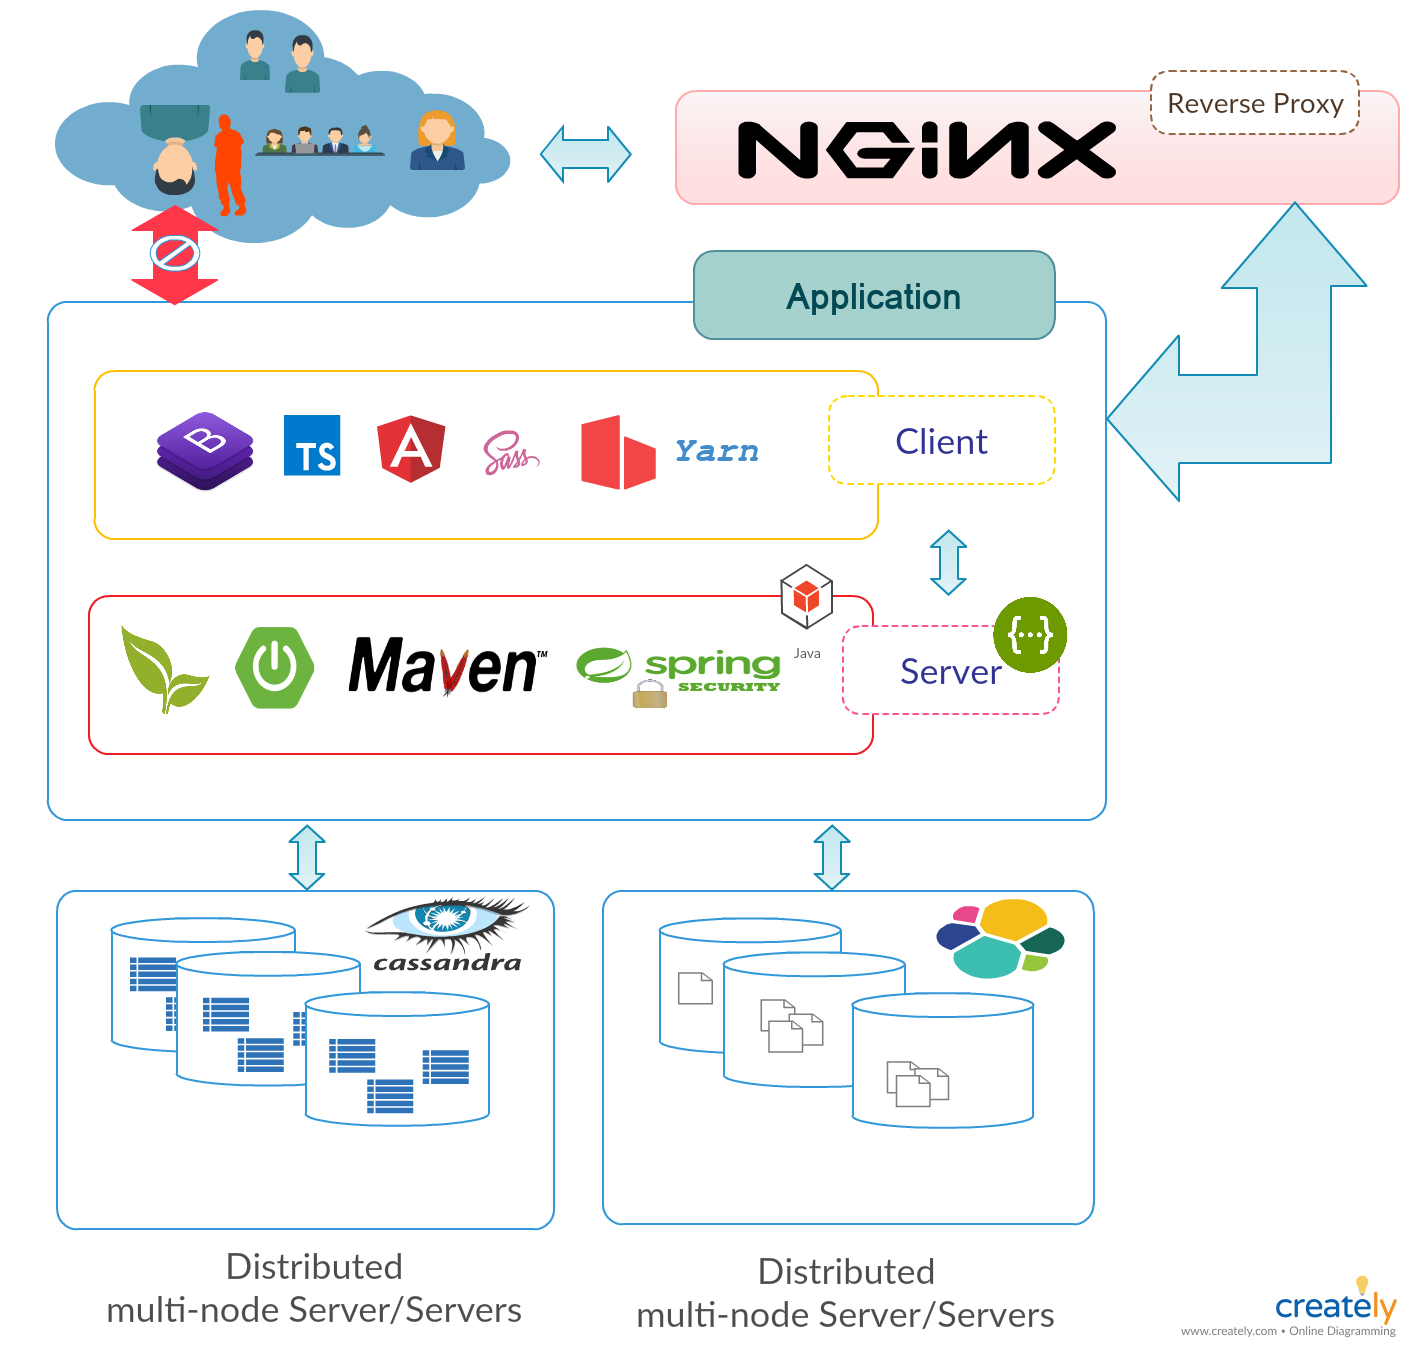 Reverse Proxy
NGiNX
Application
B
TS
A
Sass
Yarn
Client
Java
Maven™
spring
SECURITY
Server
{···}
cassandra
Distributed
multi-node Server/Servers
Distributed
multi-node Server/Servers
creately
www.creately.com • Online Diagramming